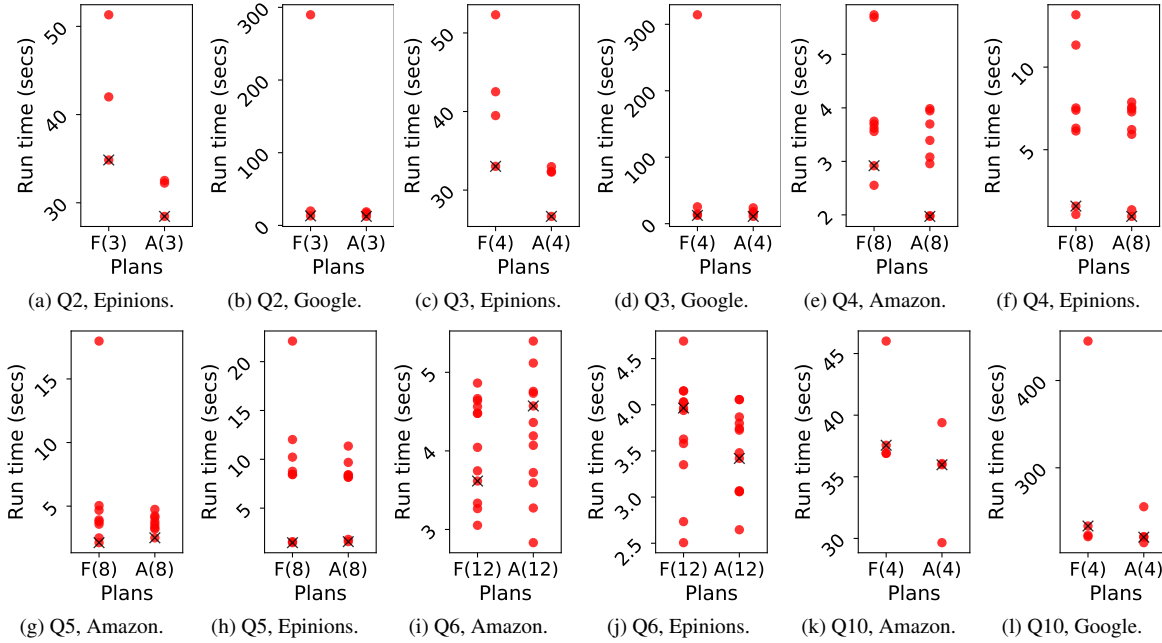 Run time (secs)
50
40
30
F(3) A(3)
Plans
(a) Q2, Epinions.
Run time (secs)
300
200
100
0
F(3) A(3)
Plans
(b) Q2, Google.
Run time (secs)
50
40
30
F(4) A(4)
Plans
(c) Q3, Epinions.
Run time (secs)
300
200
100
0
F(4) A(4)
Plans
(d) Q3, Google.
Run time (secs)
5
4
3
2
F(8) A(8)
Plans
(e) Q4, Amazon.
Run time (secs)
10
5
F(8) A(8)
Plans
(f) Q4, Epinions.
Run time (secs)
15
10
5
F(8) A(8)
Plans
(g) Q5, Amazon.
Run time (secs)
20
15
10
5
F(8) A(8)
Plans
(h) Q5, Epinions.
Run time (secs)
5
4
3
F(12) A(12)
Plans
(i) Q6, Amazon.
Run time (secs)
4.5
4.0
3.5
3.0
2.5
F(12) A(12)
Plans
(j) Q6, Epinions.
Run time (secs)
45
40
35
30
F(4) A(4)
Plans
(k) Q10, Amazon.
Run time (secs)
400
300
F(4) A(4)
Plans
(l) Q10, Google.